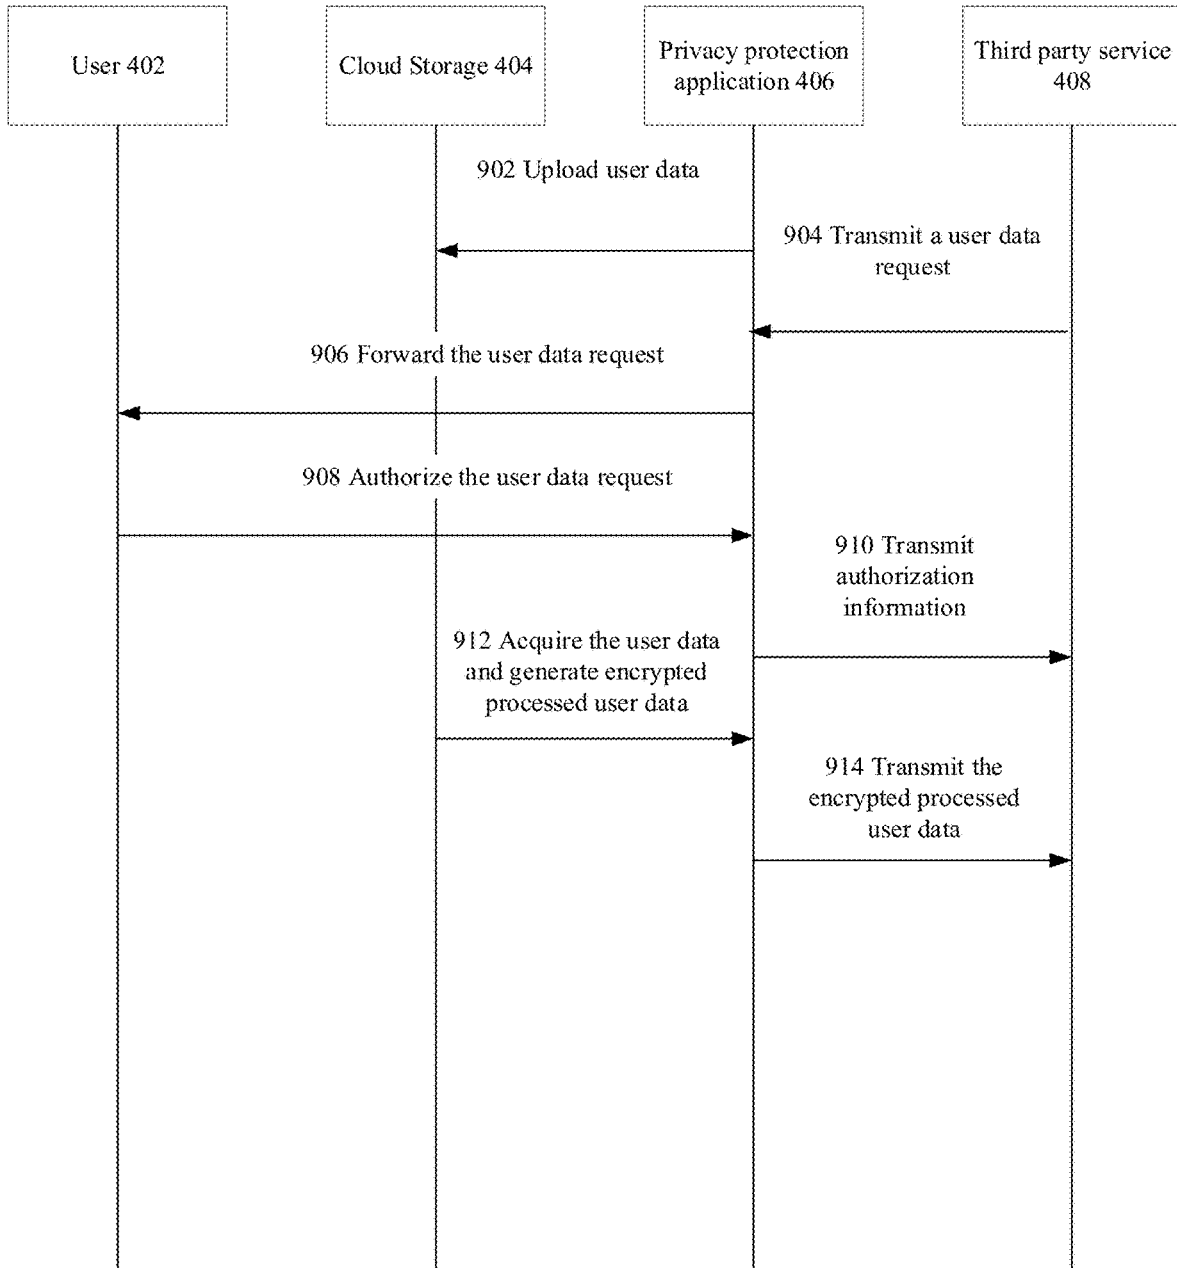 User 402
Cloud Storage 404
Privacy protection
application 406
Third party service
408
902 Upload user data
904 Transmit a user data
request
906 Forward the user data request
908 Authorize the user data request
910 Transmit
authorization
information
912 Acquire the user data
and generate encrypted
processed user data
914 Transmit the
encrypted processed
user data